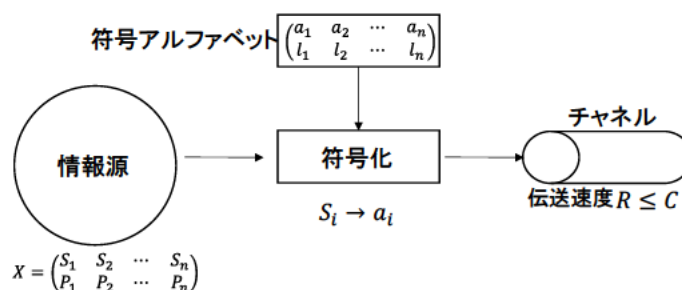 符号アルファベット
a₁ a₂ ⋯ aₙ
l₁ l₂ ⋯ lₙ
情報源
符号化
チャネル
Sᵢ → aᵢ
伝送速度 R ≤ C
X = (S₁ S₂ ⋯ Sₙ
P₁ P₂ ⋯ Pₙ)